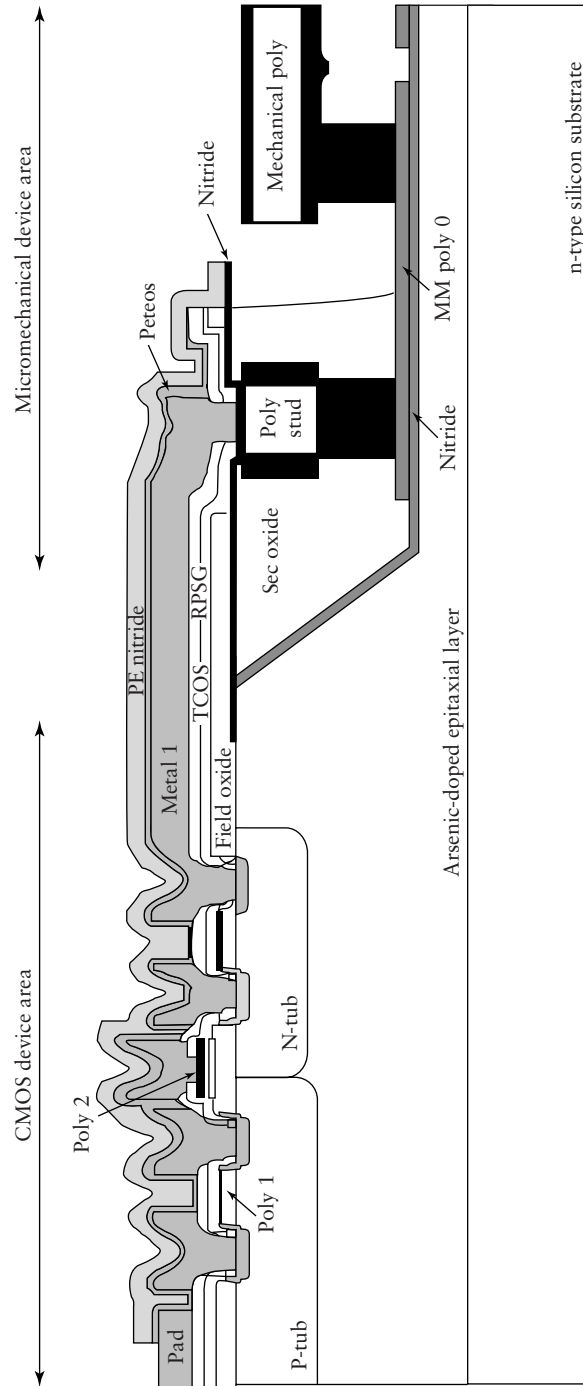 CMOS device area
Micromechanical device area
Poly 2
PE nitride
Peteos
Nitride
Pad
Metal 1
TCOS
RPSG
Field oxide
Poly 1
Poly
stud
Mechanical poly
Sec oxide
P-tub
N-tub
Nitride
MM poly 0
Arsenic-doped epitaxial layer
n-type silicon substrate